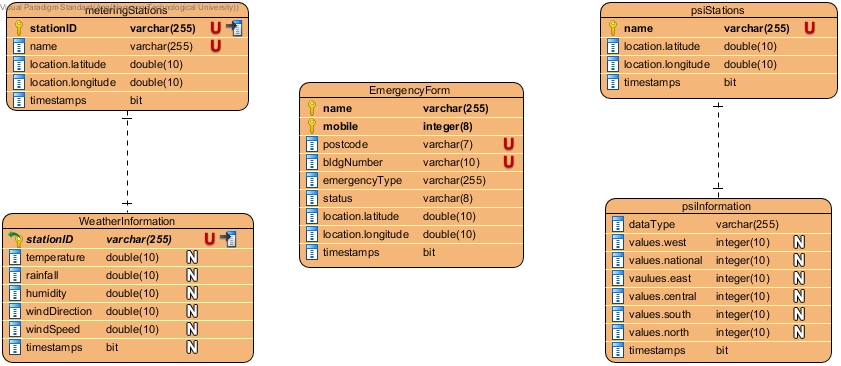 Visual Paradigm Standard( Technological University))
meteringStations
stationID varchar(255) U
name varchar(255) U
location.latitude double(10)
location.longitude double(10)
timestamps bit
EmergencyForm
name varchar(255)
mobile integer(8)
postcode varchar(7) U
bldgNumber varchar(10) U
emergencyType varchar(255)
status varchar(8)
location.latitude double(10)
location.longitude double(10)
timestamps bit
psiStations
name varchar(255) U
location.latitude double(10)
location.longitude double(10)
timestamps bit
WeatherInformation
stationID varchar(255) U
temperature double(10) N
rainfall double(10) N
humidity double(10) N
windDirection double(10) N
windSpeed double(10) N
timestamps bit N
psiInformation
dataType varchar(255)
values.west integer(10) N
values.national integer(10) N
vaulues.east integer(10) N
values.central integer(10) N
values.south integer(10) N
values.north integer(10) N
timestamps bit